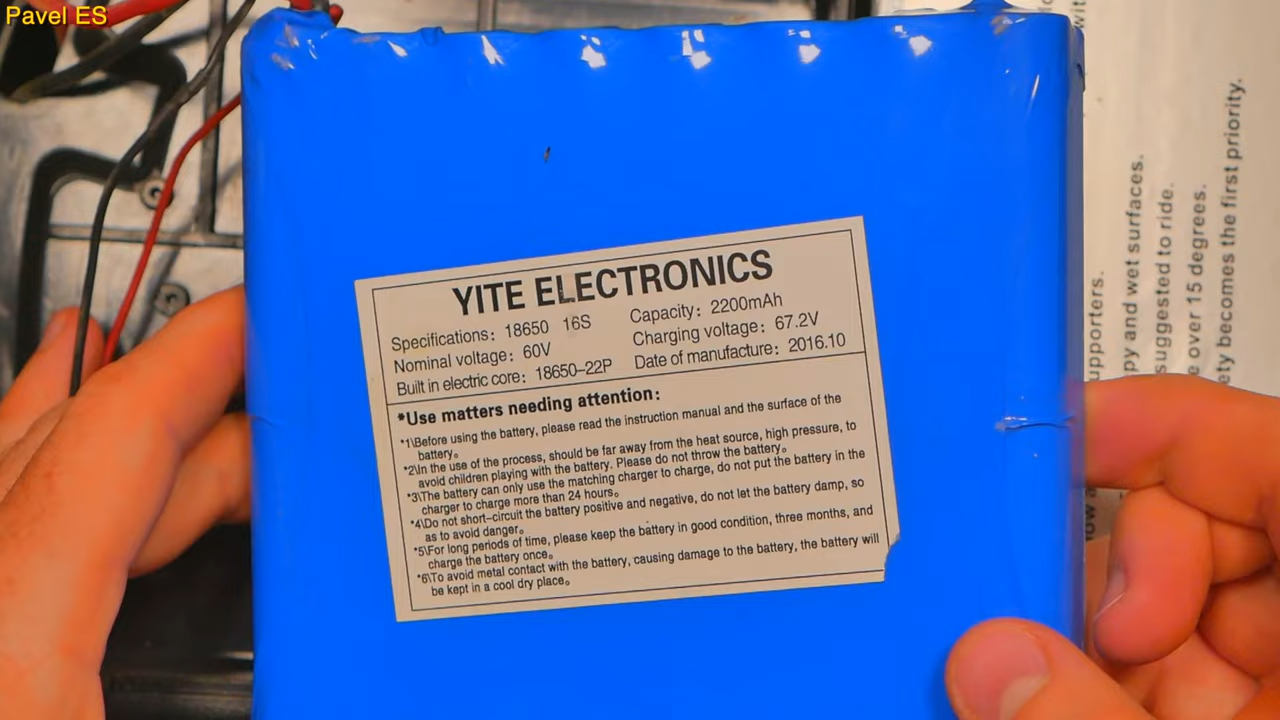 Pavel ES
YITE ELECTRONICS
Specifications: 18650 16S Capacity: 2200mAh
Nominal voltage: 60V Charging voltage: 67.2V
Built in electric core: 18650-22P Date of manufacture: 2016.10
*Use matters needing attention:
*1\Before using the battery, please read the instruction manual and the surface of the
battery。
*2\In the use of the process, should be far away from the heat source, high pressure, to
avoid children playing with the battery. Please do not throw the battery。
*3\The battery can only use the matching charger to charge, do not put the battery in the
charger to charge more than 24 hours。
*4\Do not short-circuit the battery positive and negative, do not let the battery damp, so
as to avoid danger。
*5\For long periods of time, please keep the battery in good condition, three months, and
charge the battery once。
*6\To avoid metal contact with the battery, causing damage to the battery, the battery will
be kept in a cool dry place。
upporters.
py and wet surfaces.
suggested to ride.
e over 15 degrees.
ety becomes the first priority.